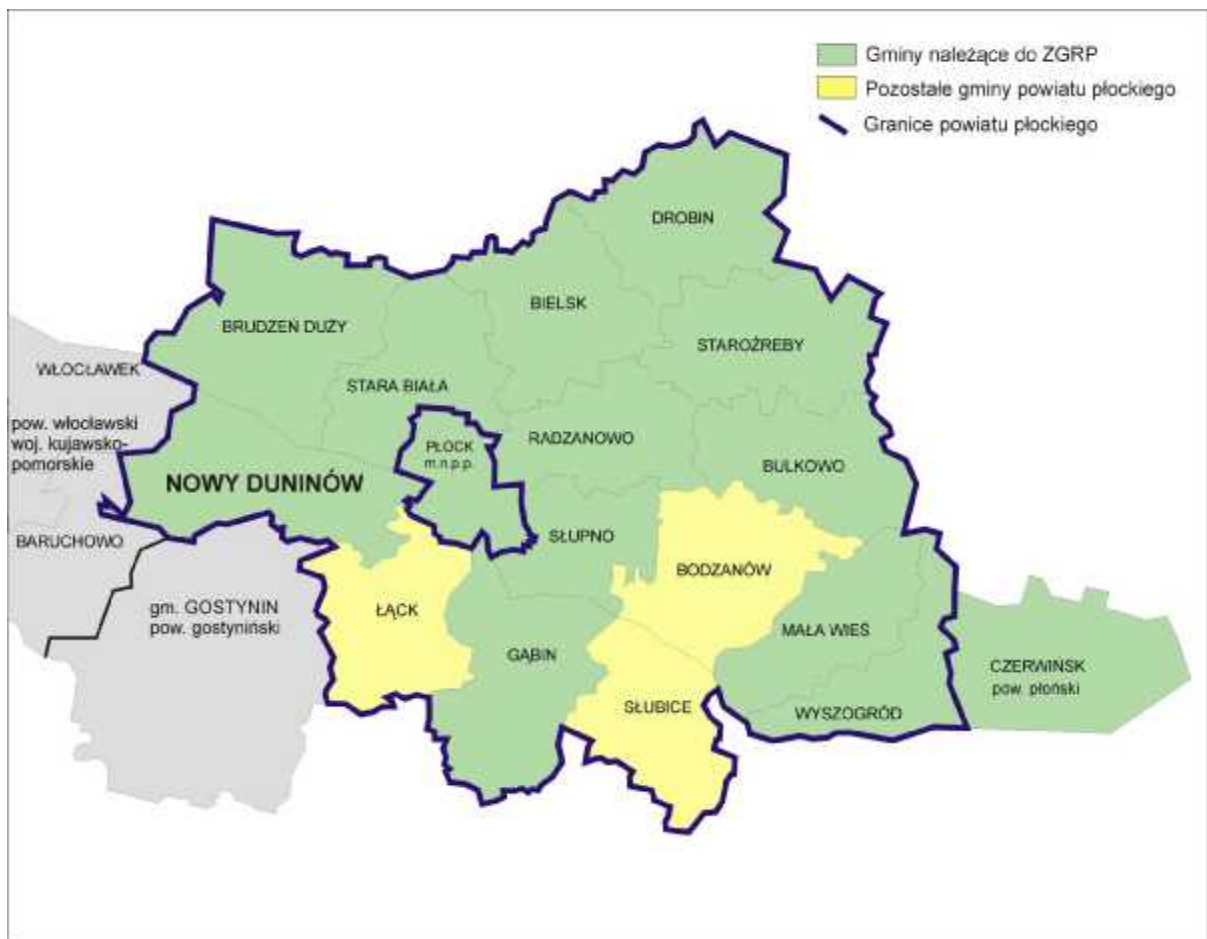 Gminy należące do ZGRP
Pozostałe gminy powiatu płockiego
Granice powiatu płockiego
DROBIN
BIELSK
BRUDZEŃ DUŻY
STAROŹREBY
WŁOCŁAWEK
STARA BIAŁA
pow. włocławski
woj. kujawsko-
pomorskie
RADZANOWO
PŁOCK
m.n.p.p.
BULKOWO
NOWY DUNINÓW
SŁUPNO
BARUCHOWO
BODZANÓW
gm. GOSTYNIN
pow. gostyniński
ŁĄCK
MAŁA WIEŚ
GĄBIN
CZERWIŃSK
pow. płoński
SŁUBICE
WYSZOGRÓD